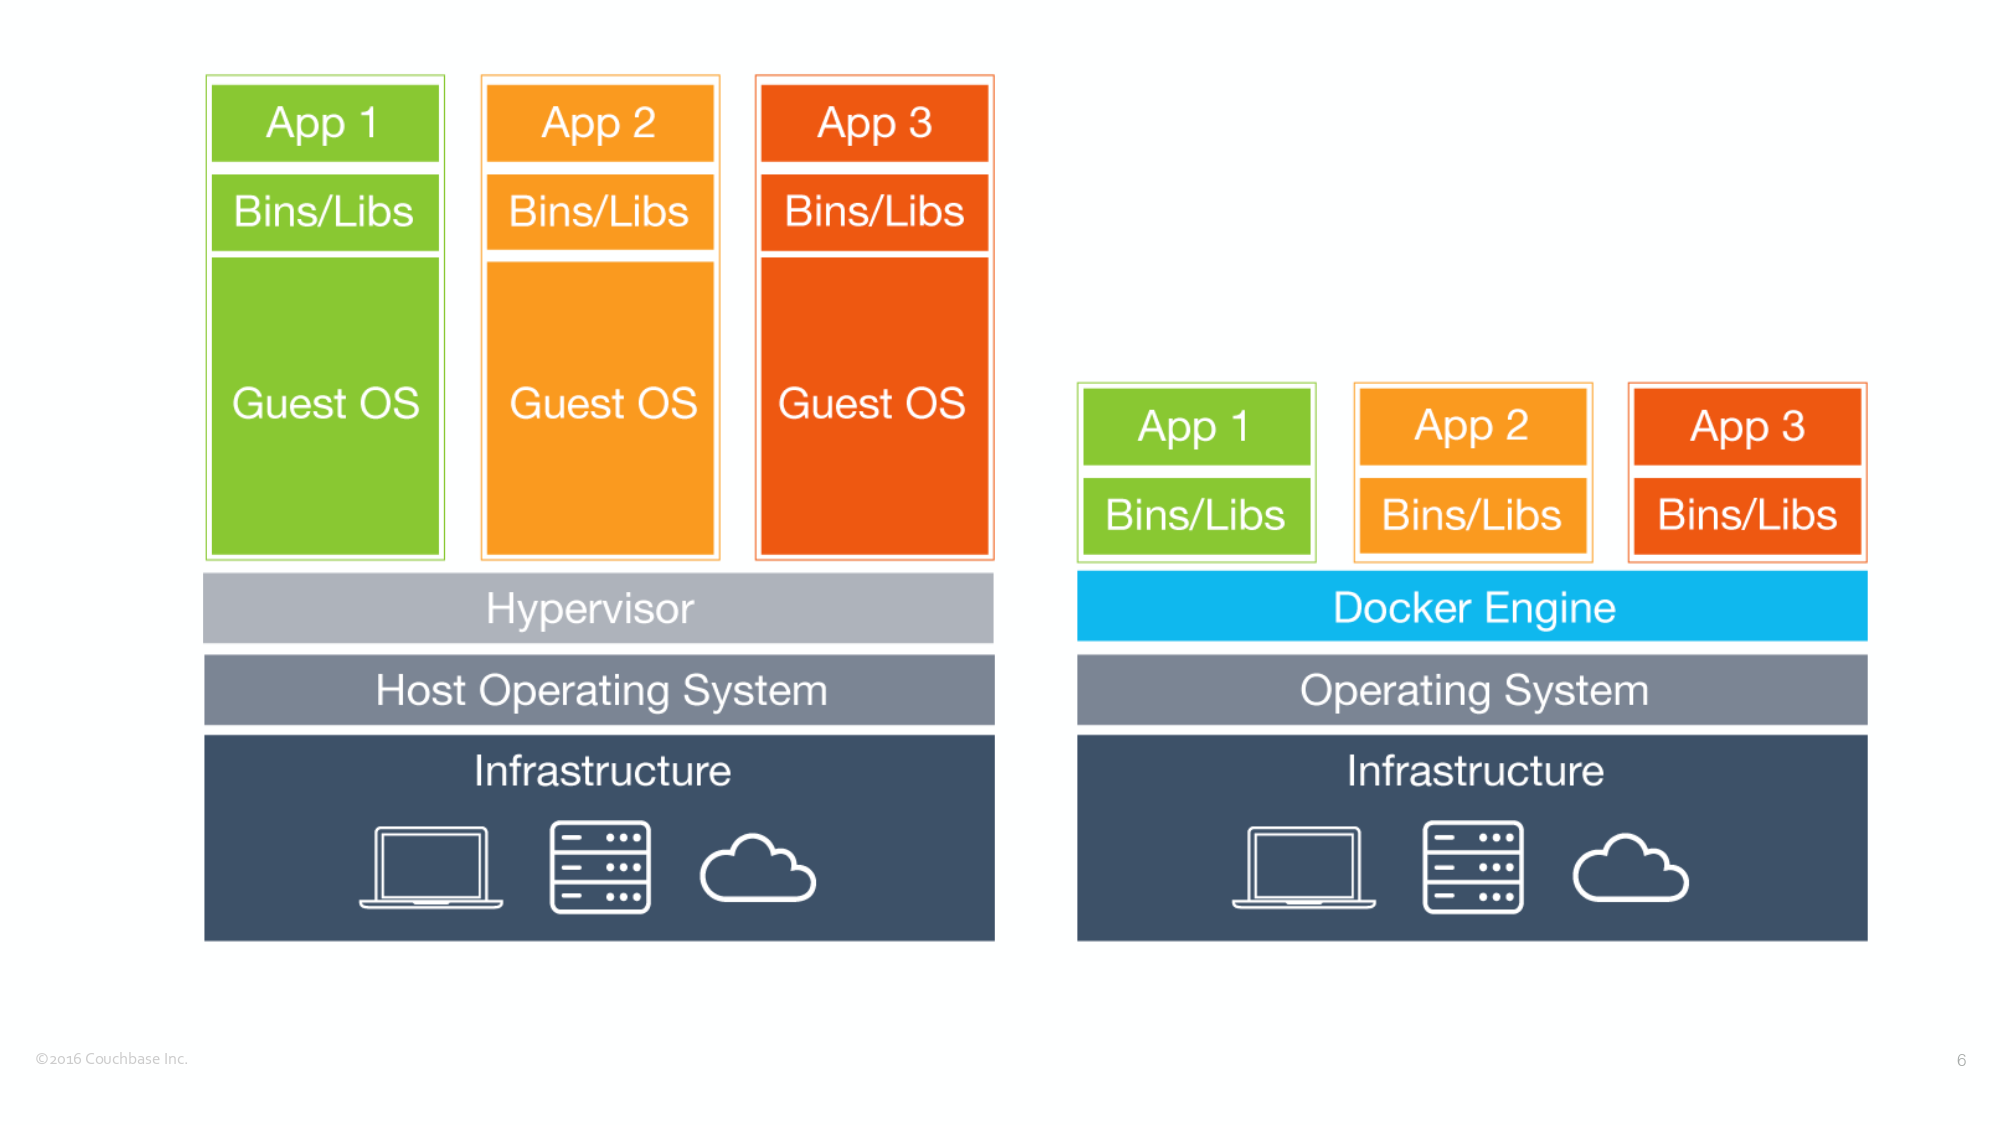 App 1
App 2
App 3
Bins/Libs
Bins/Libs
Bins/Libs
Guest OS
Guest OS
Guest OS
Hypervisor
Host Operating System
Infrastructure
App 1
App 2
App 3
Bins/Libs
Bins/Libs
Bins/Libs
Docker Engine
Operating System
Infrastructure
©2016 Couchbase Inc.
6